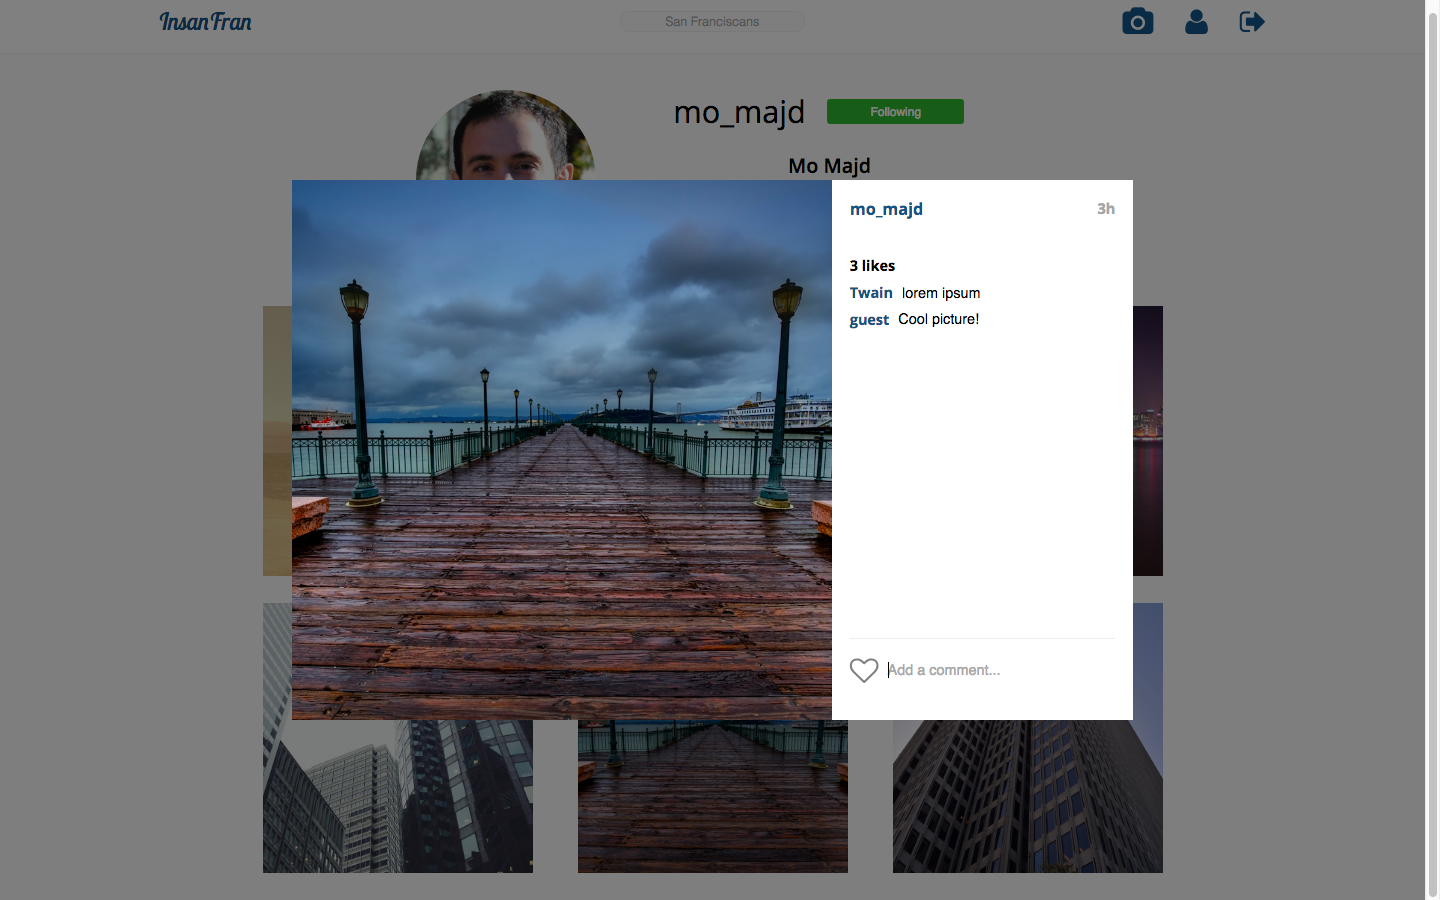 InsanFran
San Franciscans
mo_majd
Following
Mo Majd
mo_majd
3h
3 likes
Twain lorem ipsum
guest Cool picture!
Add a comment...